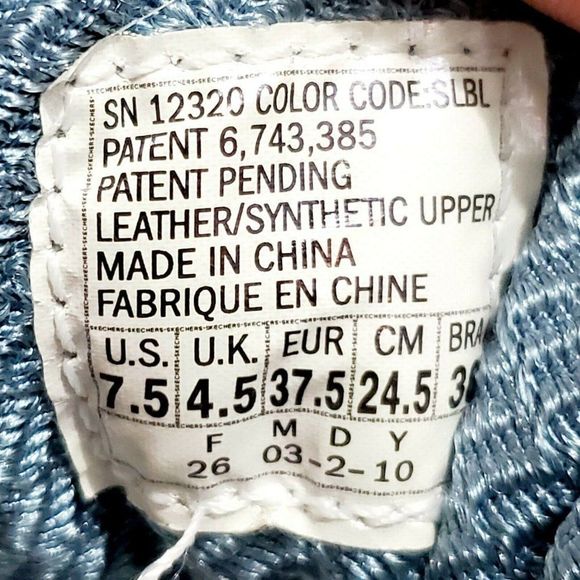 SN 12320 COLOR CODE:SLBL
PATENT 6,743,385
PATENT PENDING
LEATHER/SYNTHETIC UPPER
MADE IN CHINA
FABRIQUE EN CHINE
U.S. U.K. EUR CM
7.5 4.5 37.5 24.5
F M D Y
26 03-2-10